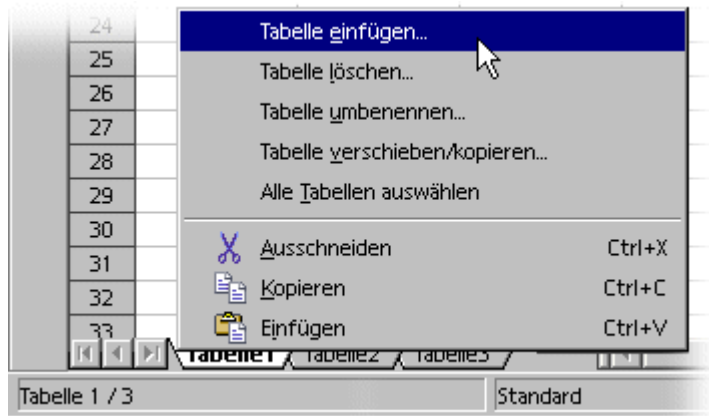 24
Tabelle einfügen...
25
Tabelle löschen...
26
Tabelle umbenennen...
27
28
Tabelle verschieben/kopieren...
29
Alle Tabellen auswählen
30
31
Ausschneiden Ctrl+X
32
Kopieren Ctrl+C
33
Einfügen Ctrl+V
Tabelle1 Tabelle2 Tabelle3
Tabelle 1 / 3 Standard